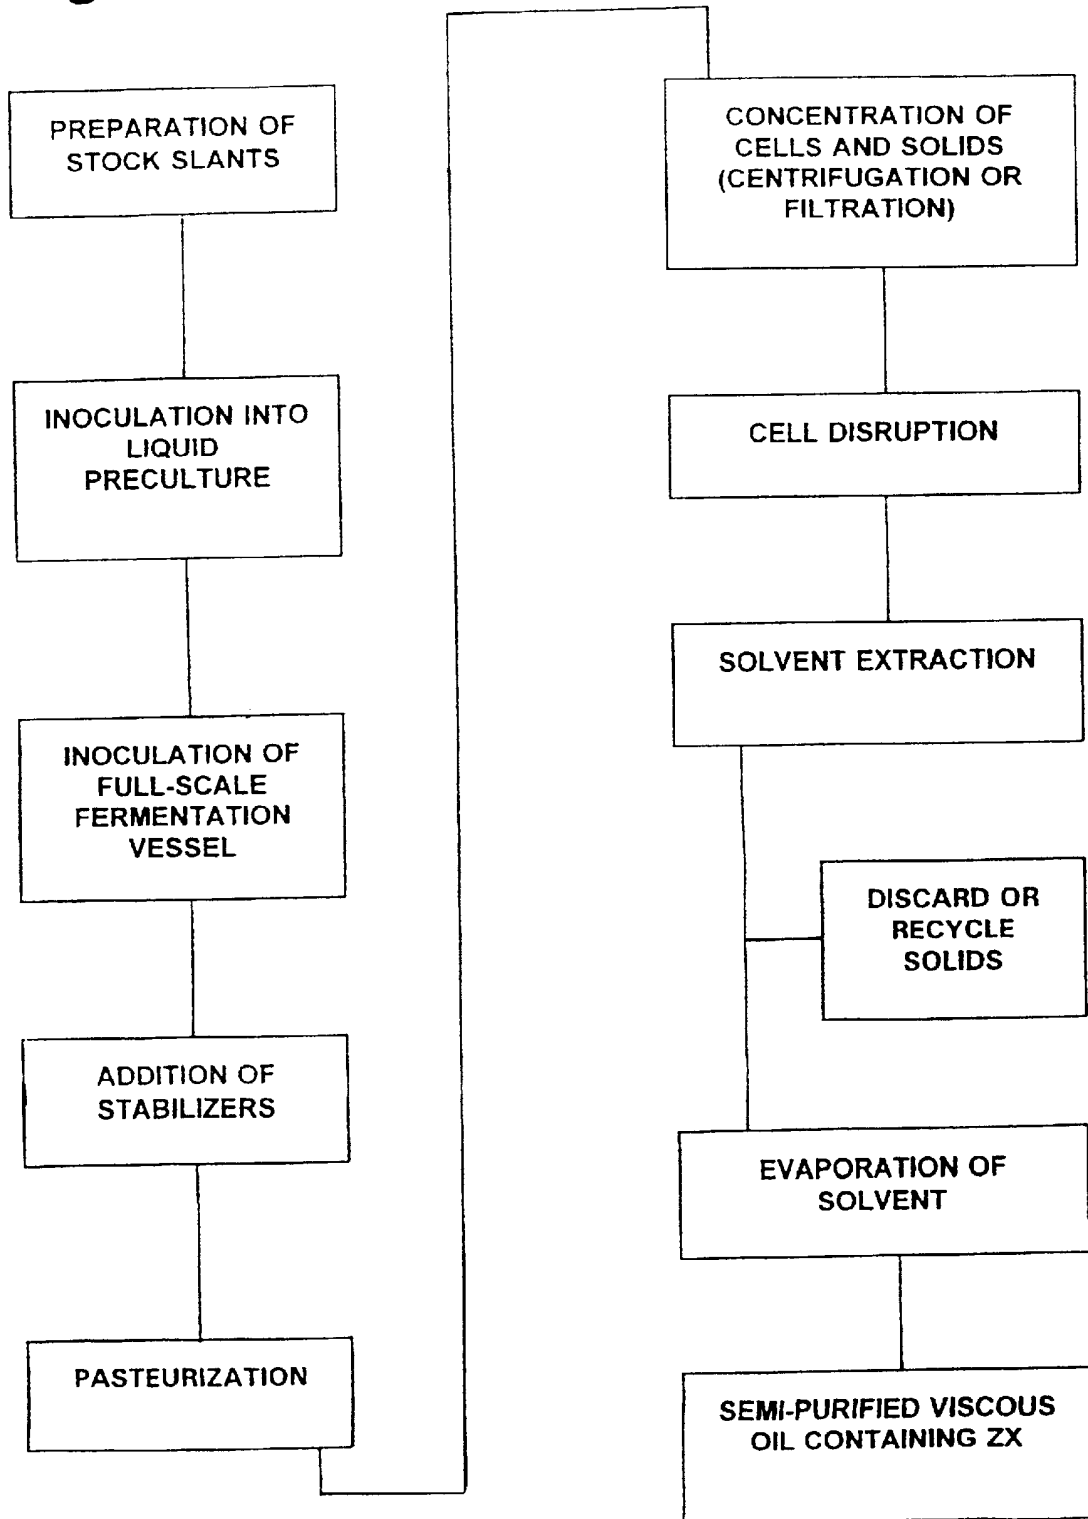 PREPARATION OF
STOCK SLANTS
INOCULATION INTO
LIQUID
PRECULTURE
INOCULATION OF
FULL-SCALE
FERMENTATION
VESSEL
ADDITION OF
STABILIZERS
PASTEURIZATION
CONCENTRATION OF
CELLS AND SOLIDS
(CENTRIFUGATION OR
FILTRATION)
CELL DISRUPTION
SOLVENT EXTRACTION
DISCARD OR
RECYCLE
SOLIDS
EVAPORATION OF
SOLVENT
SEMI-PURIFIED VISCOUS
OIL CONTAINING ZX